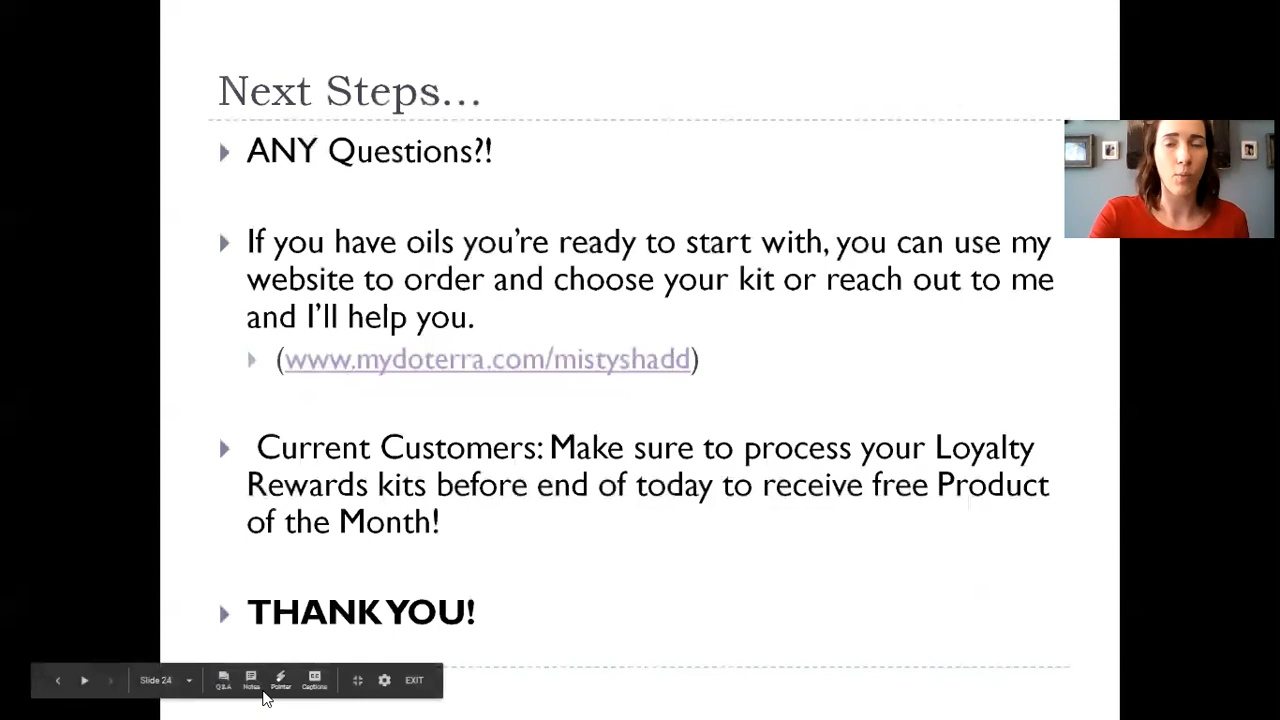 Next Steps...
ANY Questions?!
If you have oils you're ready to start with, you can use my
website to order and choose your kit or reach out to me
and I'll help you.
(www.mydoterra.com/mistyshadd)
Current Customers: Make sure to process your Loyalty
Rewards kits before end of today to receive free Product
of the Month!
THANK YOU!
Slide 24
Q&A Notes Pointer Captions
EXIT